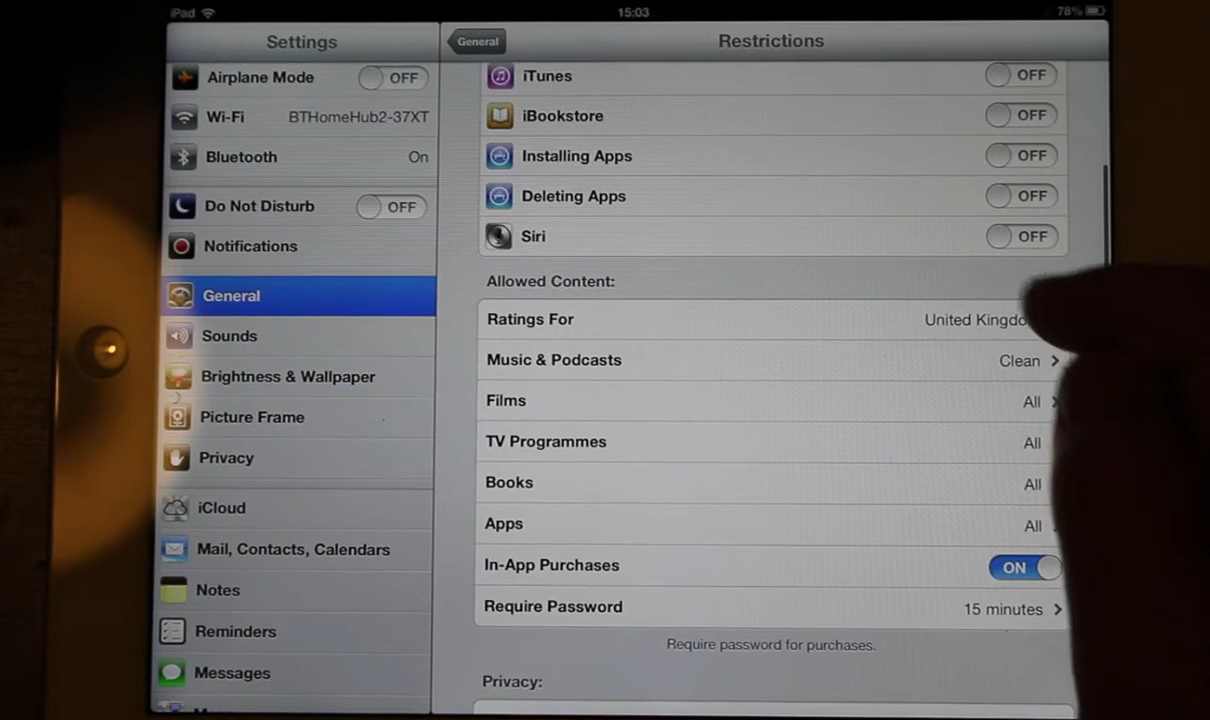 iPad 15:03 78%
Settings
Airplane Mode OFF
Wi-Fi BTHomeHub2-37XT
Bluetooth On
Do Not Disturb OFF
Notifications
General
Sounds
Brightness & Wallpaper
Picture Frame
Privacy
iCloud
Mail, Contacts, Calendars
Notes
Reminders
Messages
General Restrictions
iTunes OFF
iBookstore OFF
Installing Apps OFF
Deleting Apps OFF
Siri OFF
Allowed Content:
Ratings For United Kingdo
Music & Podcasts Clean
Films All
TV Programmes All
Books All
Apps All
In-App Purchases ON
Require Password 15 minutes
Require password for purchases.
Privacy: